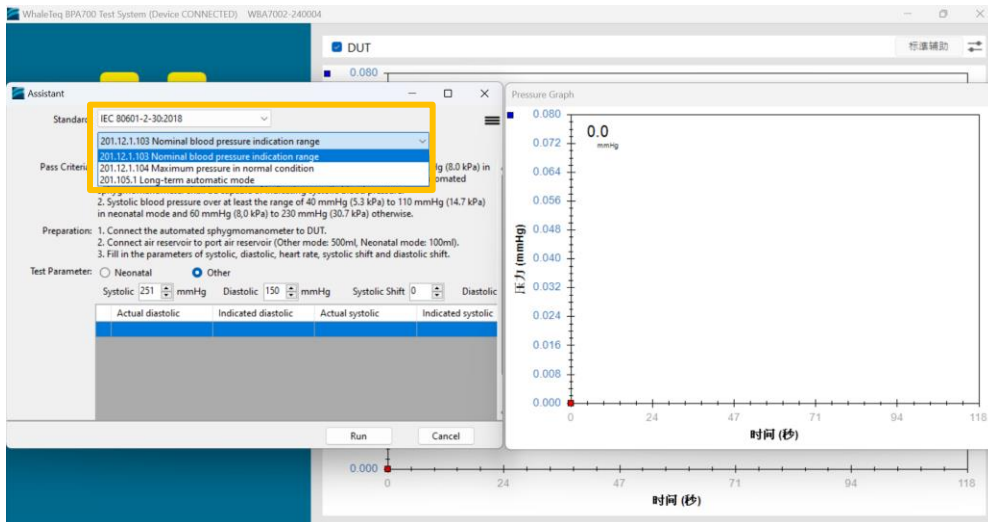 WhaleTeq BPA700 Test System (Device CONNECTED) WBA7002-240004
DUT
標準輔助
0.080
Assistant
Standard
IEC 80601-2-30:2018
201.12.1.103 Nominal blood pressure indication range
201.12.1.103 Nominal blood pressure indication range
201.12.1.104 Maximum pressure in normal condition
201.105.1 Long-term automatic mode
Pass Criteria
Hg (8.0 kPa) in
omated
2. Systolic blood pressure over at least the range of 40 mmHg (5.3 kPa) to 110 mmHg (14.7 kPa)
in neonatal mode and 60 mmHg (8,0 kPa) to 230 mmHg (30.7 kPa) otherwise.
Preparation: 1. Connect the automated sphygmomanometer to DUT.
2. Connect air reservoir to port air reservoir (Other mode: 500ml, Neonatal mode: 100ml).
3. Fill in the parameters of systolic, diastolic, heart rate, systolic shift and diastolic shift.
Test Parameter: Neonatal Other
Systolic 251 mmHg Diastolic 150 mmHg Systolic Shift 0 Diastolic
Actual diastolic Indicated diastolic Actual systolic Indicated systolic
Run Cancel
Pressure Graph
0.0
mmHg
压力 (mmHg)
0.080
0.072
0.064
0.056
0.048
0.040
0.032
0.024
0.016
0.008
0.000
0 24 47 71 94 118
时间 (秒)
0.000
0 24 47 71 94 118
时间 (秒)